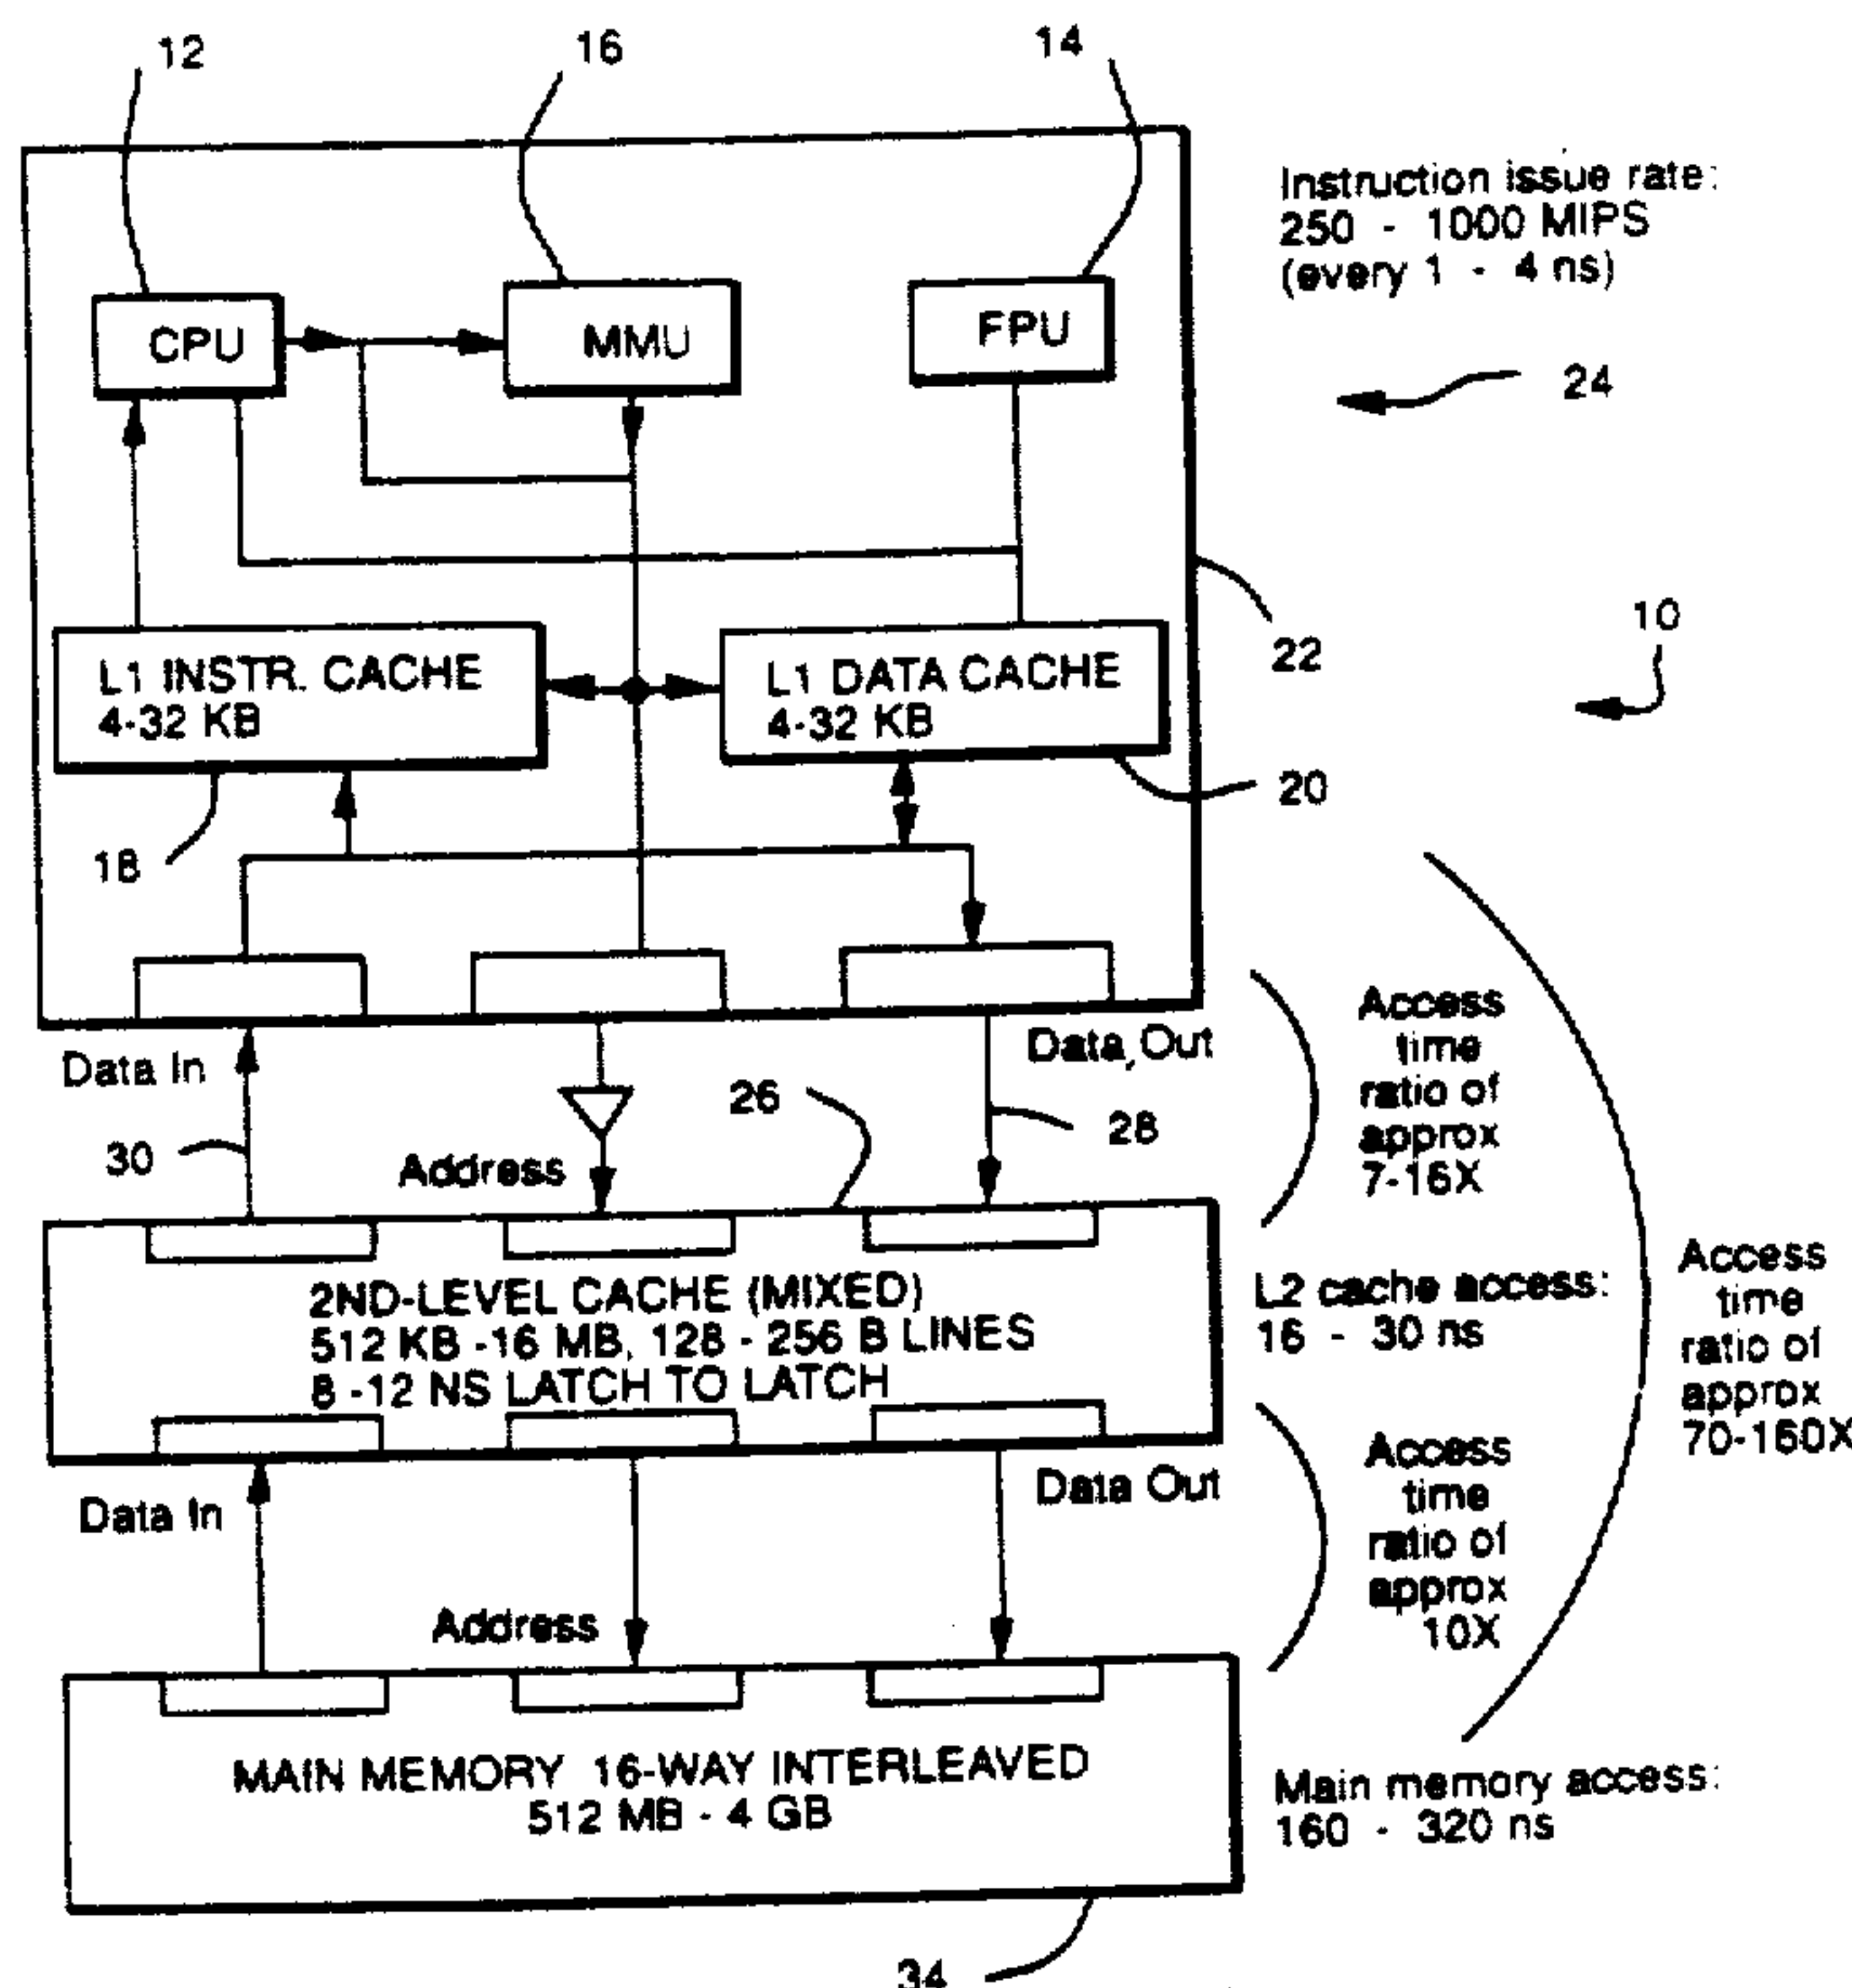 12
16
14
Instruction issue rate:
250 - 1000 MIPS
(every 1 - 4 ns)
CPU
MMU
FPU
24
10
L1 INSTR. CACHE
4-32 KB
L1 DATA CACHE
4-32 KB
22
20
18
Data In
Data Out
Access
time
ratio of
approx
7-16X
26
28
30
Address
2ND-LEVEL CACHE (MIXED)
512 KB -16 MB, 128 - 256 B LINES
8 -12 NS LATCH TO LATCH
L2 cache access:
16 - 30 ns
Access
time
ratio of
approx
70-160X
Data In
Data Out
Access
time
ratio of
approx
10X
Address
MAIN MEMORY 16-WAY INTERLEAVED
512 MB - 4 GB
Main memory access:
160 - 320 ns
34